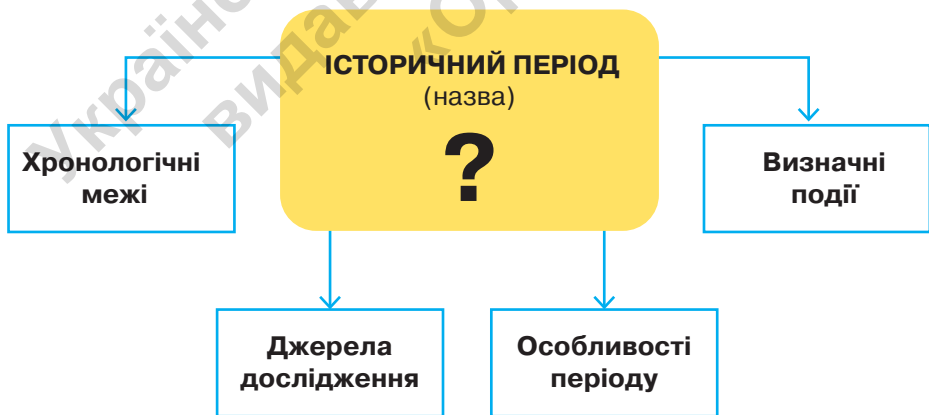 ІСТОРИЧНИЙ ПЕРІОД
(назва)
?
Хронологічні
межі
Визначні
події
Джерела
дослідження
Особливості
періоду